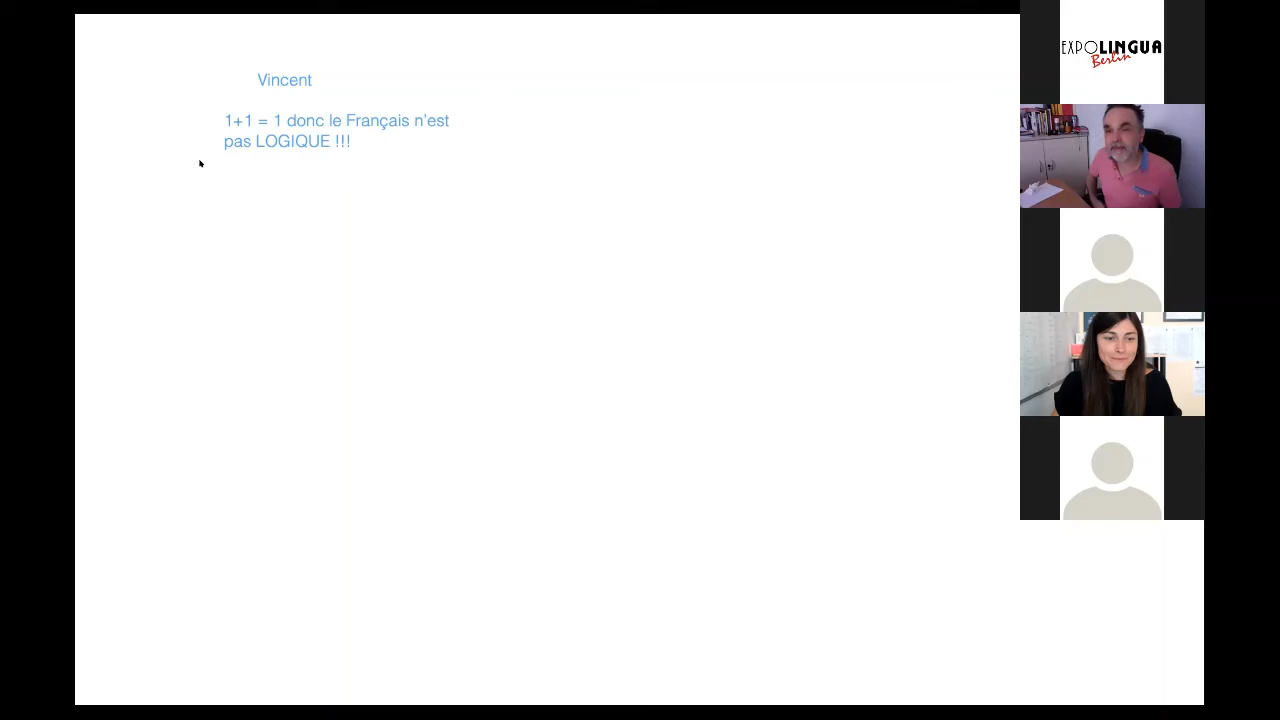 Vincent
1+1 = 1 donc le Français n'est
pas LOGIQUE !!!
EXPOLINGUA
Berlin